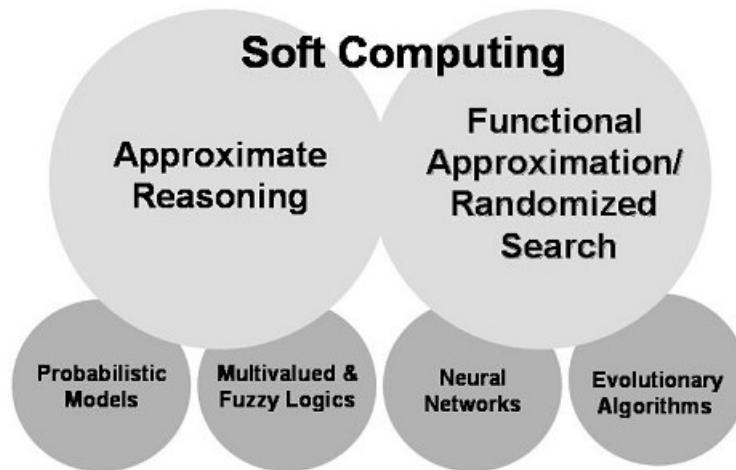 Soft Computing
Approximate
Reasoning
Functional
Approximation/
Randomized
Search
Probabilistic
Models
Multivalued &
Fuzzy Logics
Neural
Networks
Evolutionary
Algorithms